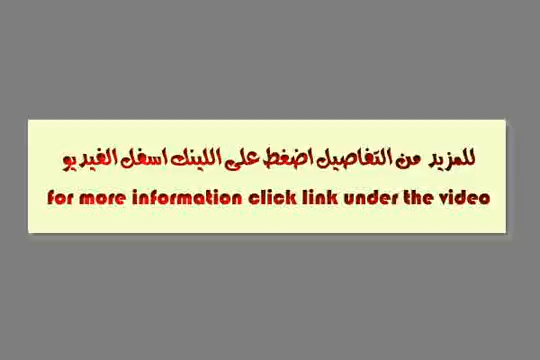 للمزيد من التفاصيل اضغط على اللينك اسفل الفيديو
for more information click link under the video